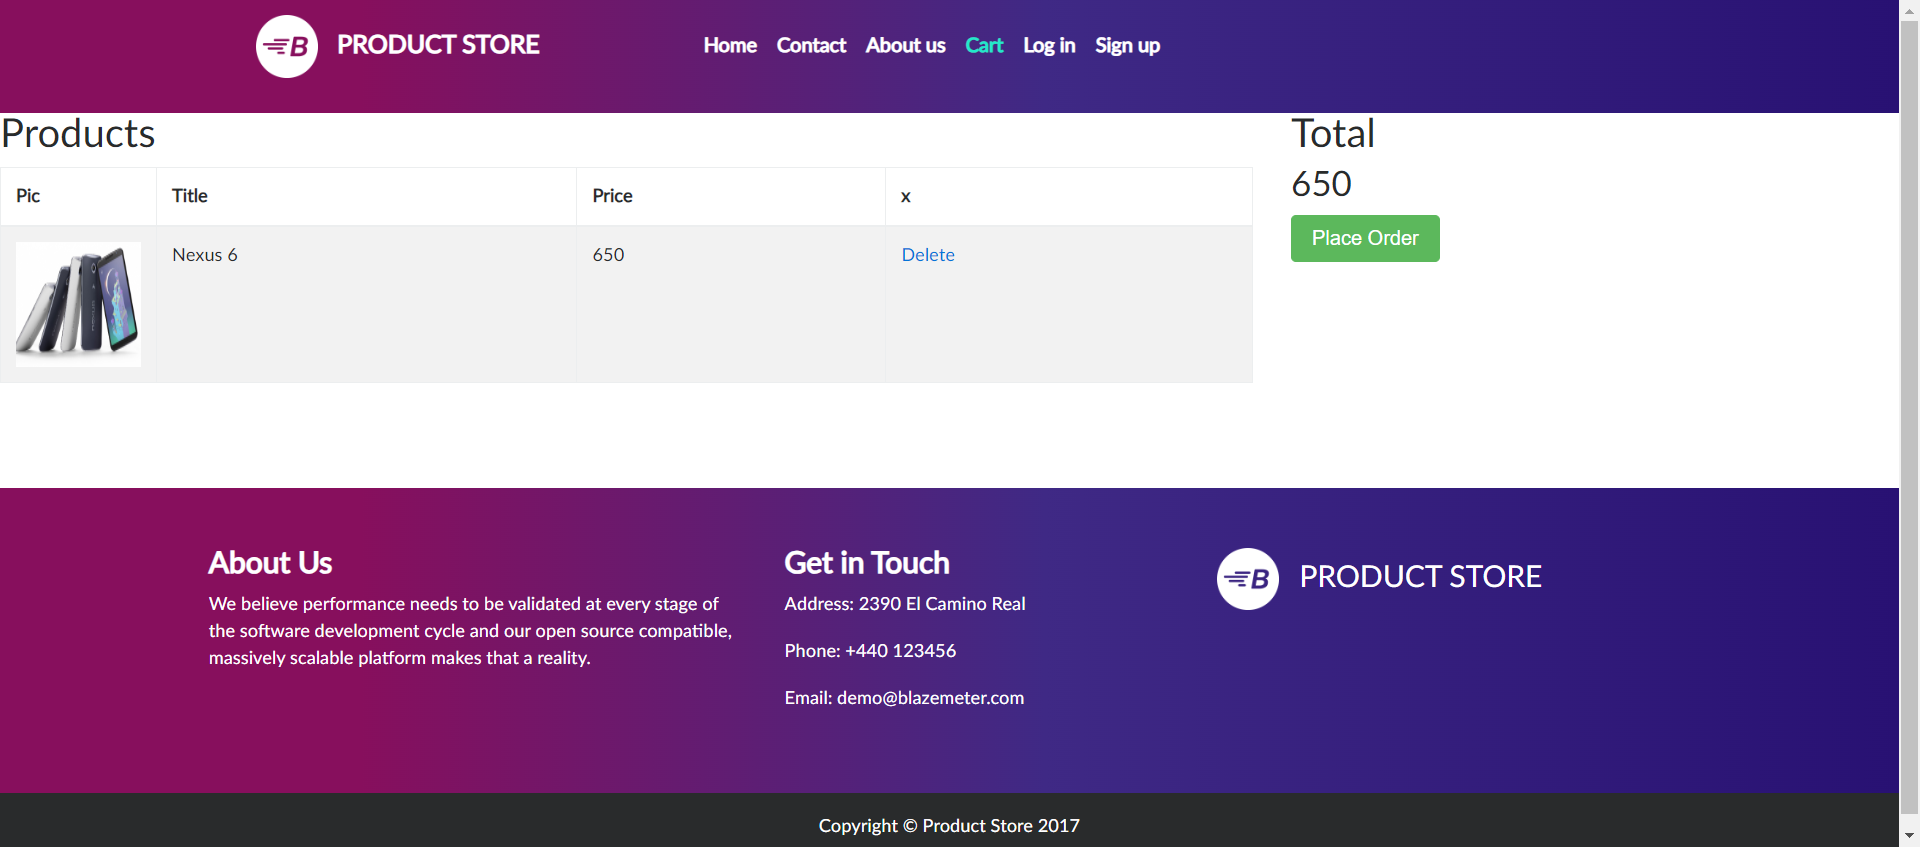 B PRODUCT STORE
Home Contact About us Cart Log in Sign up
Products
Pic Title Price x
Nexus 6 650 Delete
Total
650
Place Order
About Us
We believe performance needs to be validated at every stage of
the software development cycle and our open source compatible,
massively scalable platform makes that a reality.
Get in Touch
Address: 2390 El Camino Real
Phone: +440 123456
Email: demo@blazemeter.com
B PRODUCT STORE
Copyright © Product Store 2017